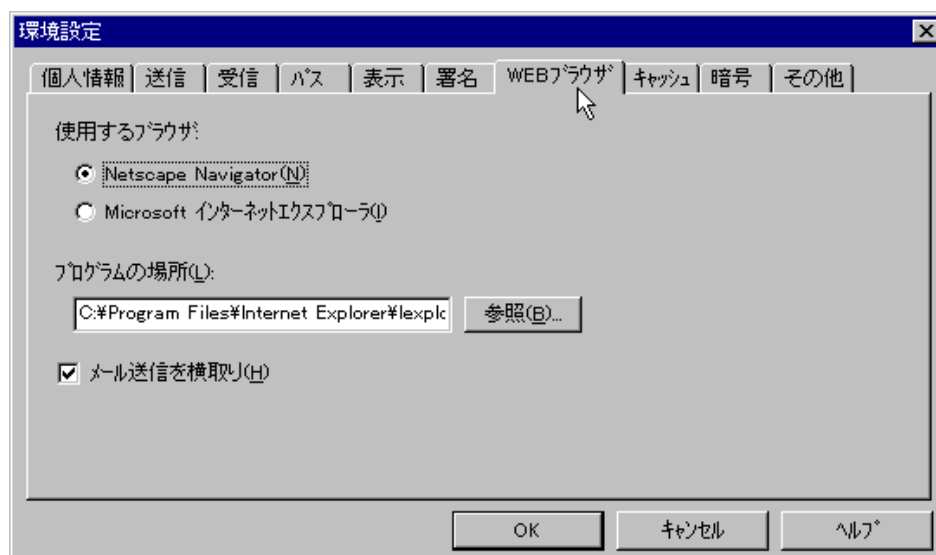 環境設定
個人情報 送信 受信 パス 表示 署名 WEBブラウザ キャッシュ 暗号 その他
使用するブラウザ:
Netscape Navigator(N)
Microsoft インターネットエクスプローラ(I)
プログラムの場所(L):
C:¥Program Files¥Internet Explorer¥Iexplc 参照(B)...
メール送信を横取り(H)
OK キャンセル ヘルプ